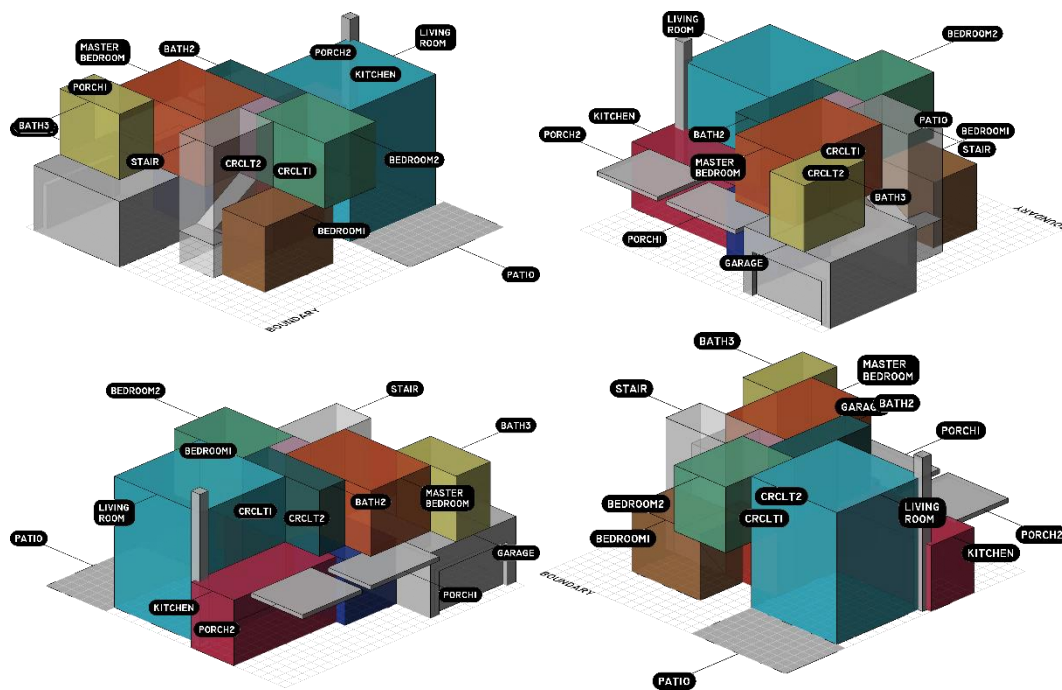 LIVING
ROOM
PORCH2
BATH2
MASTER
BEDROOM
KITCHEN
PORCH1
BATH3
STAIR
CRCLT2
CRCLT1
BEDROOM2
BEDROOM1
PATIO
BOUNDARY
LIVING
ROOM
BEDROOM2
KITCHEN
PORCH2
PATIO
BATH2
BEDROOM1
STAIR
CRCLT1
MASTER
BEDROOM
CRCLT2
BATH3
BOUNDARY
PORCH1
GARAGE
STAIR
BEDROOM2
BEDROOM1
BATH3
LIVING
ROOM
BATH2
MASTER
BEDROOM
CRCLT1
CRCLT2
PATIO
GARAGE
KITCHEN
PORCH1
PORCH2
BATH3
MASTER
BEDROOM
STAIR
BATH2
PORCH1
BEDROOM2
CRCLT2
LIVING
ROOM
CRCLT1
PORCH2
BEDROOM1
KITCHEN
BOUNDARY
PATIO